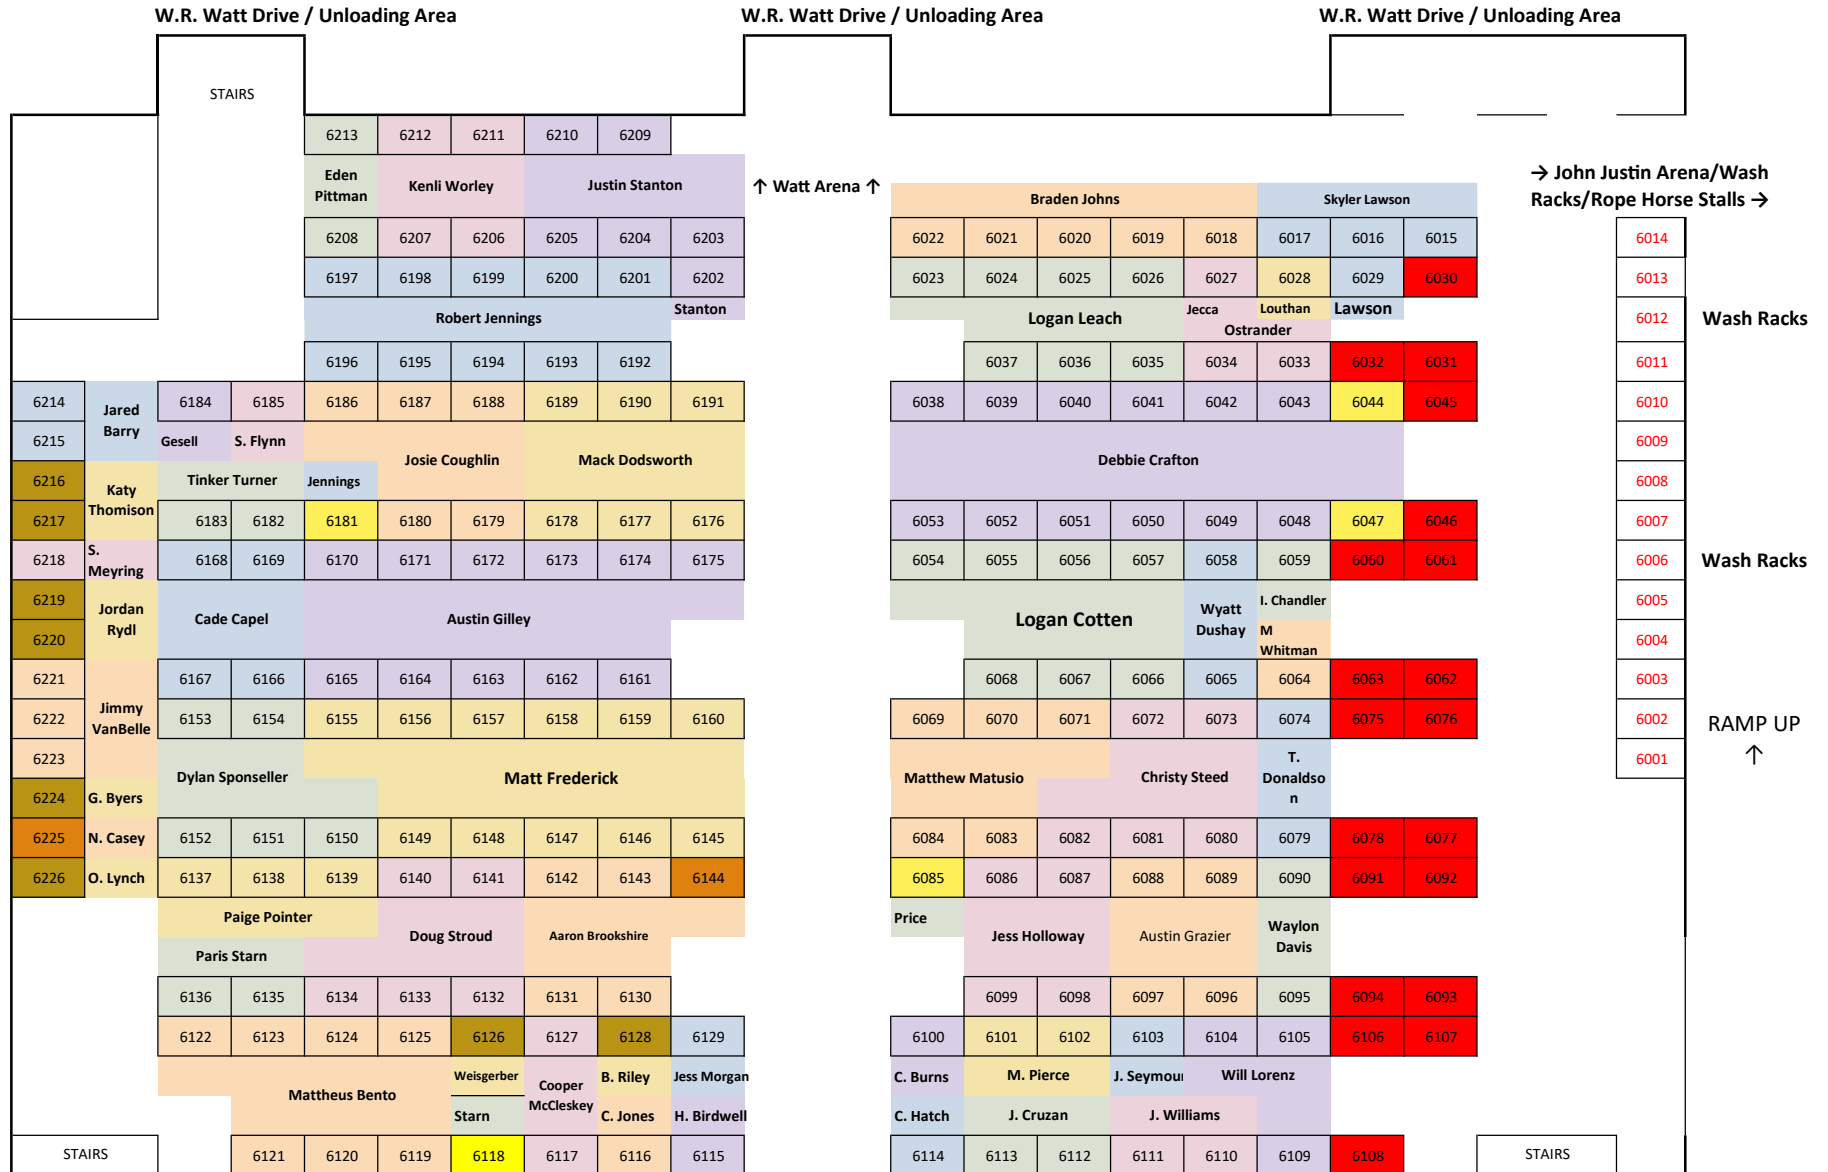 W.R. Watt Drive / Unloading Area W.R. Watt Drive / Unloading Area W.R. Watt Drive / Unloading Area
STAIRS
6213 6212 6211 6210 6209
Eden Pittman Kenli Worley Justin Stanton ↑ Watt Arena ↑ Braden Johns Skyler Lawson → John Justin Arena/Wash
Racks/Rope Horse Stalls →
6208 6207 6206 6205 6204 6203 6022 6021 6020 6019 6018 6017 6016 6015 6014
6197 6198 6199 6200 6201 6202 6023 6024 6025 6026 6027 6028 6029 6030 6013
Robert Jennings Stanton Logan Leach Jecca Louthan Lawson 6012 Wash Racks
Ostrander
6196 6195 6194 6193 6192 6037 6036 6035 6034 6033 6032 6031 6011
6214 Jared Barry 6184 6185 6186 6187 6188 6189 6190 6191 6038 6039 6040 6041 6042 6043 6044 6045 6010
6215 Gesell S. Flynn Josie Coughlin Mack Dodsworth Debbie Crafton 6009
6216 Katy Thomison Tinker Turner Jennings 6008
6217 6183 6182 6181 6180 6179 6178 6177 6176 6053 6052 6051 6050 6049 6048 6047 6046 6007
6218 S. Meyring 6168 6169 6170 6171 6172 6173 6174 6175 6054 6055 6056 6057 6058 6059 6060 6061 6006 Wash Racks
6219 Jordan Rydl Cade Capel Austin Gilley Logan Cotten Wyatt Dushay I. Chandler 6005
6220 M Whitman 6004
6221 Jimmy VanBelle 6167 6166 6165 6164 6163 6162 6161 6068 6067 6066 6065 6064 6063 6062 6003
6222 6153 6154 6155 6156 6157 6158 6159 6160 6069 6070 6071 6072 6073 6074 6075 6076 6002 RAMP UP
6223 Dylan Sponseller Matt Frederick Matthew Matusio Christy Steed T. Donaldso n 6001 ↑
6224 G. Byers
6225 N. Casey 6152 6151 6150 6149 6148 6147 6146 6145 6084 6083 6082 6081 6080 6079 6078 6077
6226 O. Lynch 6137 6138 6139 6140 6141 6142 6143 6144 6085 6086 6087 6088 6089 6090 6091 6092
Paige Pointer Doug Stroud Aaron Brookshire Price Jess Holloway Austin Grazier Waylon Davis
Paris Starn
6136 6135 6134 6133 6132 6131 6130 6099 6098 6097 6096 6095 6094 6093
6122 6123 6124 6125 6126 6127 6128 6129 6100 6101 6102 6103 6104 6105 6106 6107
Mattheus Bento Weisgerber Cooper McCleskey B. Riley Jess Morgan C. Burns M. Pierce J. Seymour Will Lorenz
Starn C. Jones H. Birdwell C. Hatch J. Cruzan J. Williams
STAIRS 6121 6120 6119 6118 6117 6116 6115 6114 6113 6112 6111 6110 6109 6108 STAIRS